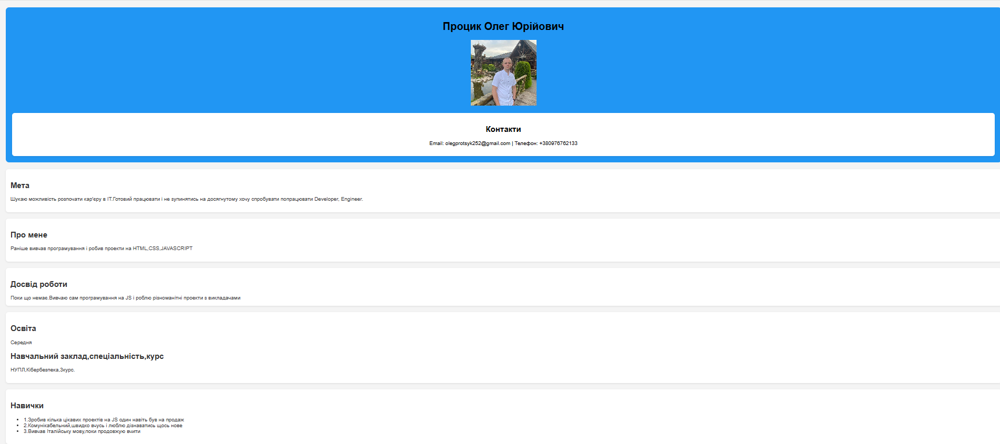 Процик Олег Юрійович
Контакти
Email: olegprotsyk252@gmail.com | Телефон: +380976762133
Мета
Шукаю можливість розпочати кар'єру в ІТ.Готовий працювати і не зупинятись на досягнутому хочу спробувати попрацювати Developer, Engineer.
Про мене
Раніше вивчав програмування і робив проекти на HTML,CSS,JAVASCRIPT
Досвід роботи
Поки що немає.Вивчаю сам програмування на JS і роблю різноманітні проекти з викладачами
Освіта
Середня
Навчальний заклад,спеціальність,курс
НУПЛ,Кібербезпека,3курс.
Навички
• 1.Зробив кілька цікавих проектів на JS один навіть був на продаж
• 2.Комунікабельний,швидко вчусь і люблю дізнаватись щось нове
• 3.Вивчав Італійську мову,поки продовжую вчити